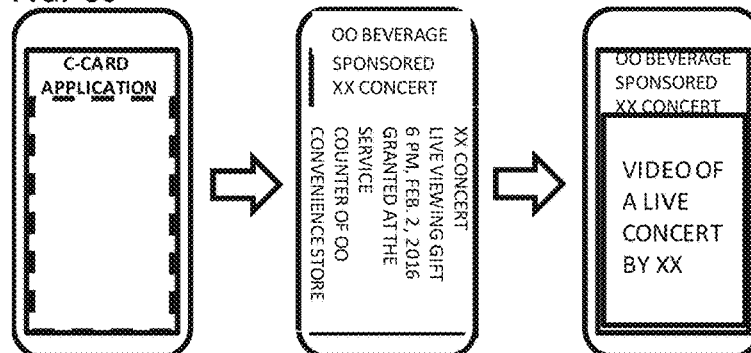 C-CARD
APPLICATION
OO BEVERAGE
SPONSORED
XX CONCERT
XX CONCERT
LIVE VIEWING GIFT
6 PM, FEB. 2, 2016
GRANTED AT THE
SERVICE
COUNTER OF OO
CONVENIENCE STORE
OO BEVERAGE
SPONSORED
XX CONCERT
VIDEO OF
A LIVE
CONCERT
BY XX